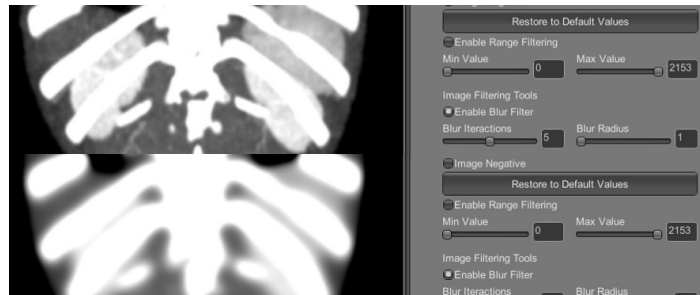 Restore to Default Values
Enable Range Filtering
Min Value Max Value
0 2153
Image Filtering Tools
Enable Blur Filter
Blur Iteractions Blur Radius
5 1
Image Negative
Restore to Default Values
Enable Range Filtering
Min Value Max Value
0 2153
Image Filtering Tools
Enable Blur Filter
Blur Iteractions Blur Radius